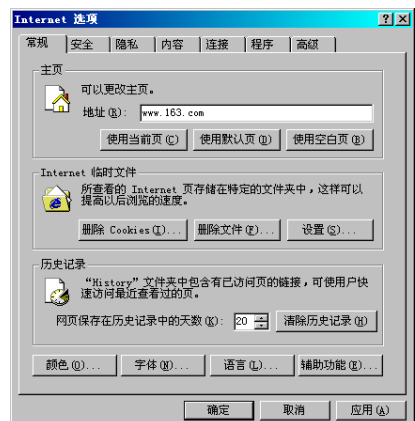 Internet 选项
常规 安全 隐私 内容 连接 程序 高级
主页
可以更改主页。
地址(R): www.163.com
使用当前页(C) 使用默认页(D) 使用空白页(B)
Internet 临时文件
所查看的 Internet 页存储在特定的文件夹中，这样可以
提高以后浏览的速度。
删除 Cookies(I)... 删除文件(F)... 设置(S)...
历史记录
“History”文件夹中包含有已访问页的链接，可使用户快
速访问最近查看过的页。
网页保存在历史记录中的天数(K): 20 清除历史记录(H)
颜色(O)... 字体(N)... 语言(L)... 辅助功能(E)...
确定 取消 应用(A)